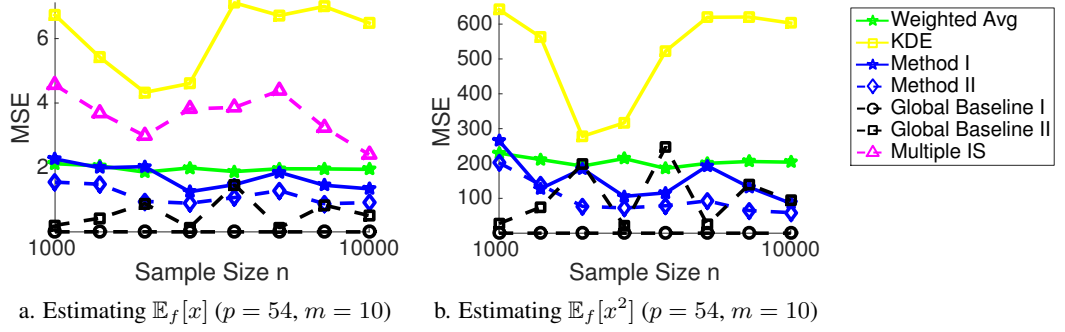 6
4
2
MSE
1000
10000
Sample Size n
a. Estimating 𝔼_f[x] (p = 54, m = 10)
600
500
400
300
200
100
MSE
1000
10000
Sample Size n
b. Estimating 𝔼_f[x²] (p = 54, m = 10)
Weighted Avg
KDE
Method I
Method II
Global Baseline I
Global Baseline II
Multiple IS